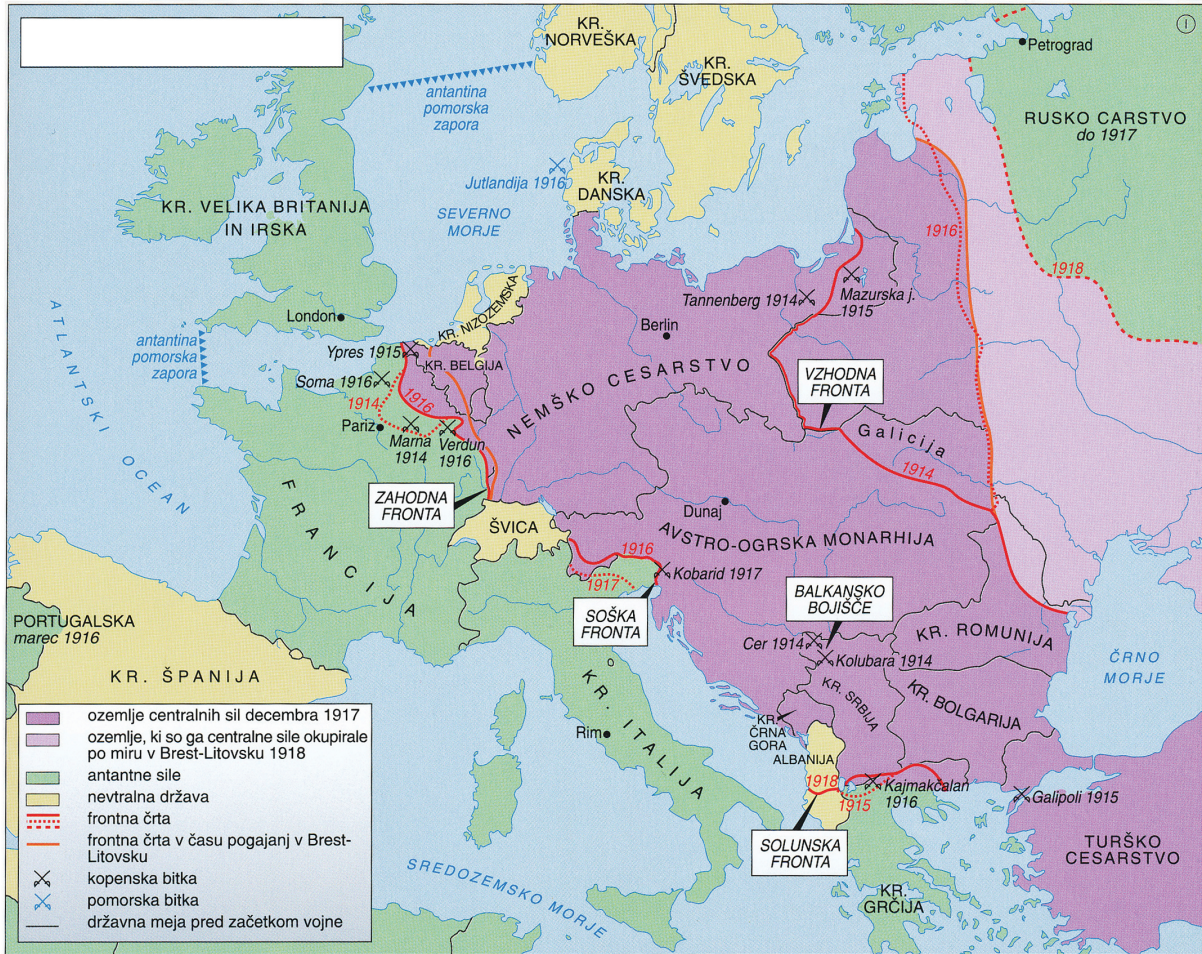 KR.
NORVEŠKA
KR.
ŠVEDSKA
Petrograd
antantina
pomorska
zapora
RUSKO CARSTVO
do 1917
Jutlandija 1916
KR.
DANSKA
KR. VELIKA BRITANIJA
IN IRSKA
SEVERNO
MORJE
1916
1918
Tannenberg 1914
Mazurska j.
1915
KR. NIZOZEMSKA
London
Berlin
ATLANTSKI OCEAN
antantina
pomorska
zapora
Ypres 1915
KR. BELGIJA
NEMŠKO CESARSTVO
VZHODNA
FRONTA
Soma 1916
1914
1916
Pariz
Marna
1914
Verdun
1916
Galicija
1914
ZAHODNA
FRONTA
FRANCIJA
Dunaj
ŠVICA
AVSTRO-OGRSKA MONARHIJA
1916
1917
Kobarid 1917
BALKANSKO
BOJIŠČE
SOŠKA
FRONTA
PORTUGALSKA
marec 1916
KR. ŠPANIJA
Cer 1914
Kolubara 1914
KR. ROMUNIJA
ČRNO
MORJE
KR. SRBIJA
KR. BOLGARIJA
KR. ITALIJA
Rim
KR.
ČRNA
GORA
ALBANIJA
1918
1915
Kajmakčalan
1916
Galipoli 1915
SOLUNSKA
FRONTA
TURŠKO
CESARSTVO
SREDOZEMSKO MORJE
KR.
GRČIJA
ozemlje centralnih sil decembra 1917
ozemlje, ki so ga centralne sile okupirale
po miru v Brest-Litovsku 1918
antantne sile
nevtralna država
frontna črta
frontna črta v času pogajanj v Brest-
Litovsku
kopenska bitka
pomorska bitka
državna meja pred začetkom vojne